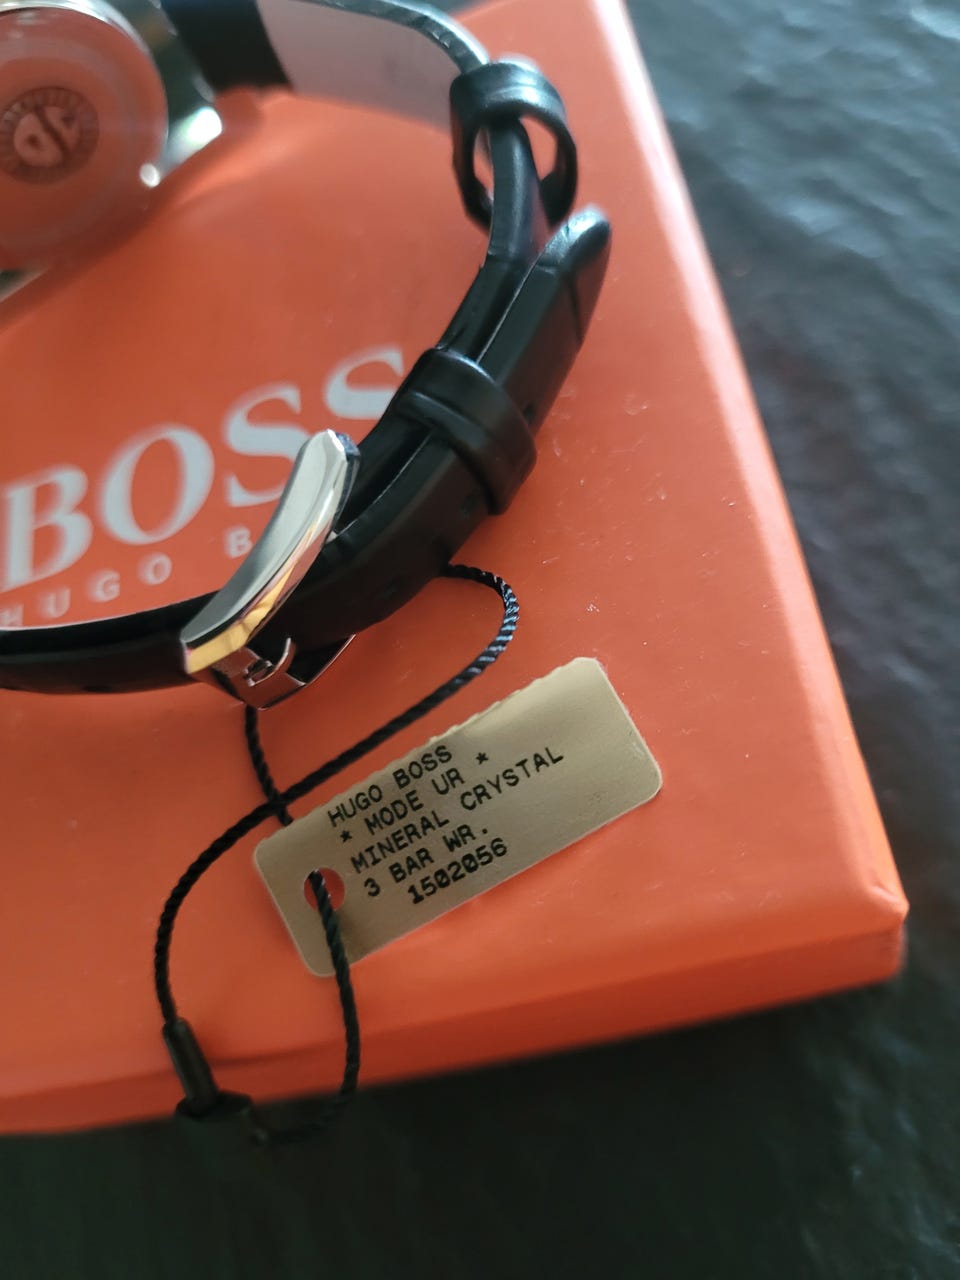 BOSS
HUGO B
HUGO BOSS
* MODE UR *
MINERAL CRYSTAL
3 BAR WR.
1502056